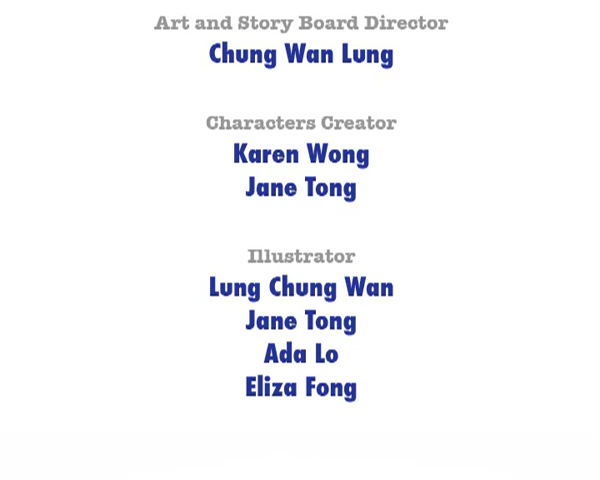 Art and Story Board Director
Chung Wan Lung
Characters Creator
Karen Wong
Jane Tong
Illustrator
Lung Chung Wan
Jane Tong
Ada Lo
Eliza Fong